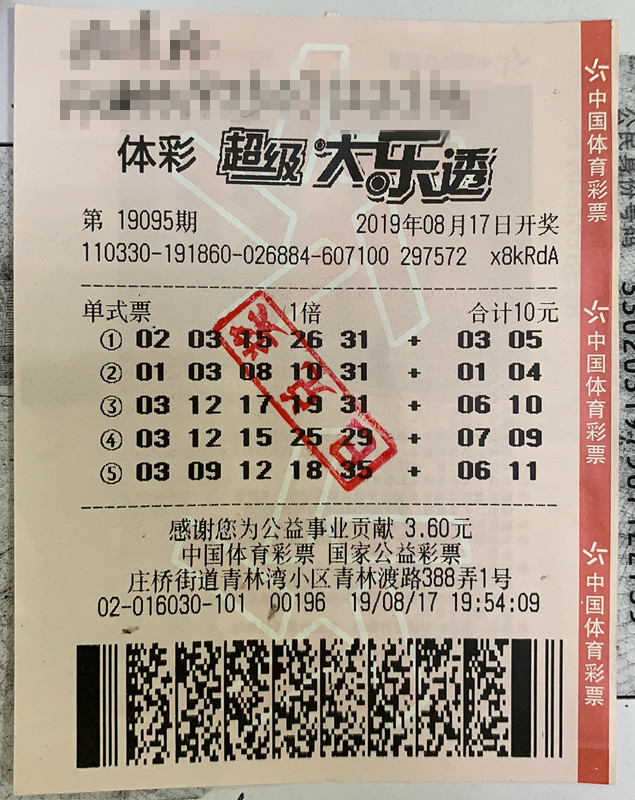 体彩 超级大乐透
第 19095期 2019年08月17日开奖
110330-191860-026884-607100 297572 x8kRdA
单式票 1倍 合计10元
① 02 03 15 26 31 + 03 05
② 01 03 08 10 31 + 01 04
③ 03 12 17 19 31 + 06 10
④ 03 12 15 25 29 + 07 09
⑤ 03 09 12 18 35 + 06 11
感谢您为公益事业贡献 3.60元
中国体育彩票 国家公益彩票
庄桥街道青林湾小区青林渡路388弄1号
02-016030-101 00196 19/08/17 19:54:09
中国体育彩票
中国体育彩票
中国体育彩票